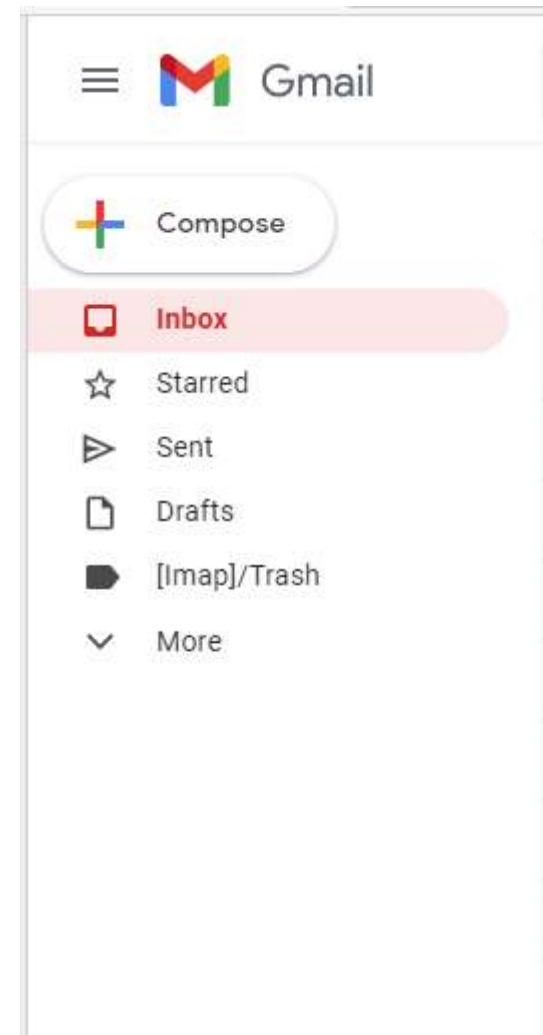 Gmail
Compose
Inbox
Starred
Sent
Drafts
[Imap]/Trash
More